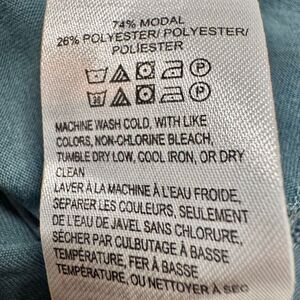 74% MODAL
26% POLYESTER/POLYESTER/
POLIESTER
MACHINE WASH COLD, WITH LIKE
COLORS, NON-CHLORINE BLEACH,
TUMBLE DRY LOW, COOL IRON, OR DRY
CLEAN
LAVER À LA MACHINE À L'EAU FROIDE,
SEPARER LES COULEURS, SEULEMENT
DE L'EAU DE JAVEL SANS CHLORURE,
SÉCHER PAR CULBUTAGE À BASSE
TEMPÉRATURE, FER À BASSE
TEMPÉRATURE, OU NETTOYER À SEC